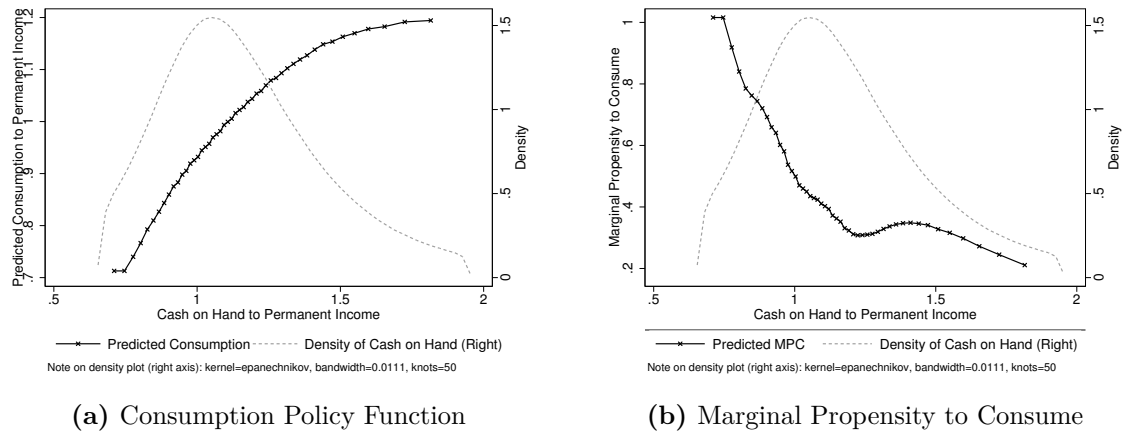 Predicted Consumption to Permanent Income
.7 .8 .9 1 1.1 1.2
0 .5 1 1.5
Density
.5 1 1.5 2
Cash on Hand to Permanent Income
Predicted Consumption
Density of Cash on Hand (Right)
Note on density plot (right axis): kernel=epanechnikov, bandwidth=0.0111, knots=50
(a) Consumption Policy Function
Marginal Propensity to Consume
.2 .4 .6 .8 1
0 .5 1 1.5
Density
.5 1 1.5 2
Cash on Hand to Permanent Income
Predicted MPC
Density of Cash on Hand (Right)
Note on density plot (right axis): kernel=epanechnikov, bandwidth=0.0111, knots=50
(b) Marginal Propensity to Consume